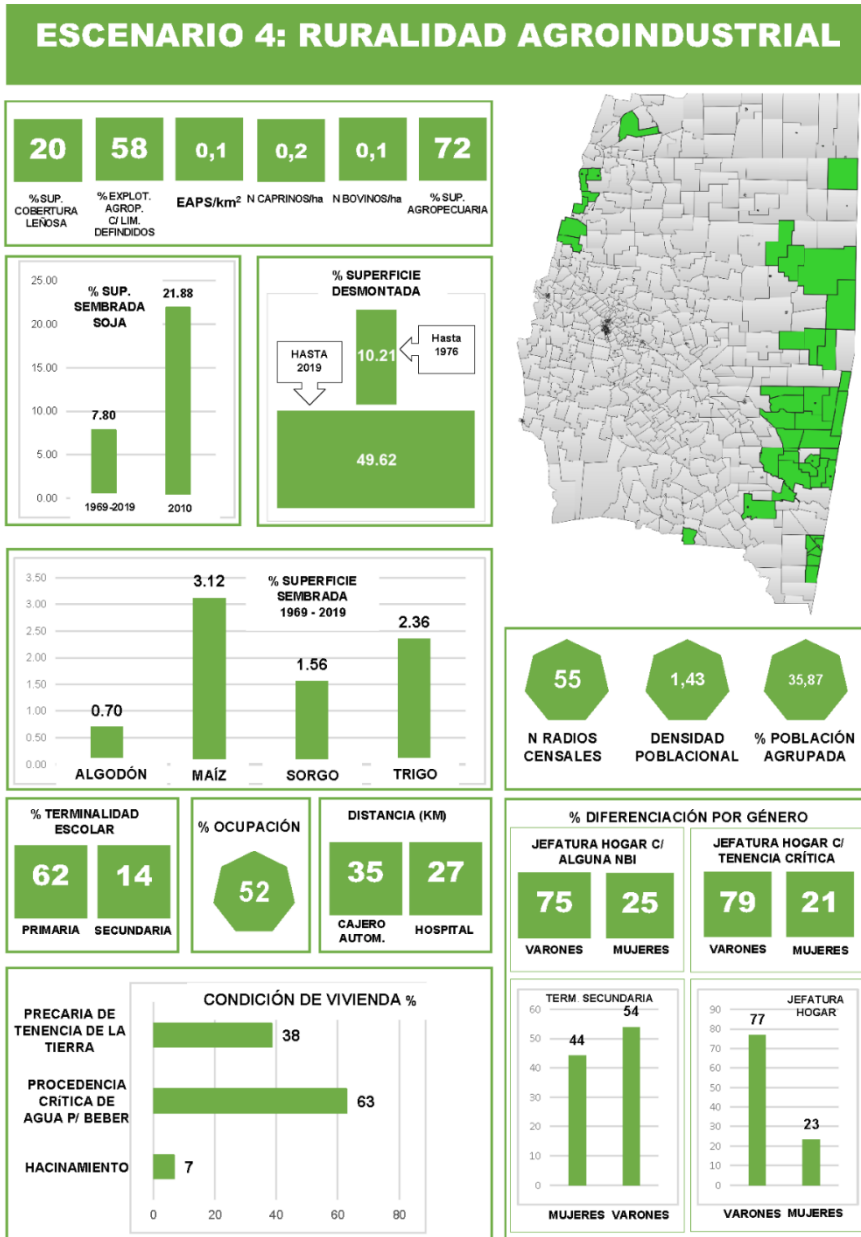 ESCENARIO 4: RURALIDAD AGROINDUSTRIAL
20
58
0,1
0,2
0,1
72
%SUP.
COBERTURA
LEÑOSA
% EXPLOT.
AGROP.
C/ LIM.
DEFINDIDOS
EAPS/km²
N CAPRINOS/ha
N BOVINOS/ha
% SUP.
AGROPECUARIA
% SUP.
SEMBRADA
SOJA
25.00
20.00
15.00
10.00
5.00
0.00
7.80
21.88
1969-2019
2010
% SUPERFICIE
DESMONTADA
HASTA
2019
10.21
Hasta
1976
49.62
% SUPERFICIE
SEMBRADA
1969 - 2019
3.50
3.00
2.50
2.00
1.50
1.00
0.50
0.00
0.70
3.12
1.56
2.36
ALGODÓN
MAÍZ
SORGO
TRIGO
55
1,43
35,87
N RADIOS
CENSALES
DENSIDAD
POBLACIONAL
% POBLACIÓN
AGRUPADA
% TERMINALIDAD
ESCOLAR
62
14
PRIMARIA
SECUNDARIA
% OCUPACIÓN
52
DISTANCIA (KM)
35
27
CAJERO
AUTOM.
HOSPITAL
% DIFERENCIACIÓN POR GÉNERO
JEFATURA HOGAR C/
ALGUNA NBI
75
25
VARONES
MUJERES
JEFATURA HOGAR C/
TENENCIA CRÍTICA
79
21
VARONES
MUJERES
CONDICIÓN DE VIVIENDA %
PRECARIA DE
TENENCIA DE LA
TIERRA
38
PROCEDENCIA
CRÍTICA DE
AGUA P/ BEBER
63
HACINAMIENTO
7
0
20
40
60
80
TERM. SECUNDARIA
60
50
40
30
20
10
0
44
54
MUJERES
VARONES
JEFATURA
HOGAR
90
80
70
60
50
40
30
20
10
0
77
23
VARONES
MUJERES